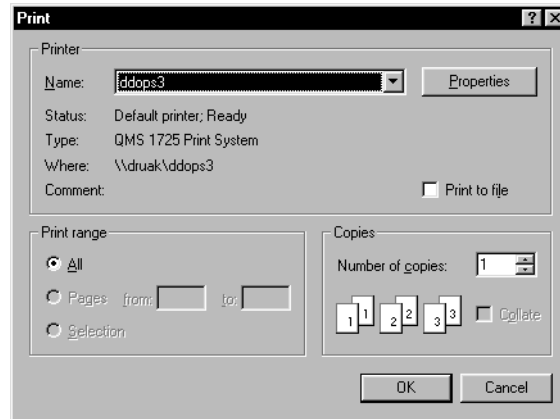 Print
Printer
Name: ddops3 Properties
Status: Default printer; Ready
Type: QMS 1725 Print System
Where: \\druak\ddops3
Comment: Print to file
Print range
All
Pages from: to:
Selection
Copies
Number of copies: 1
1 1 2 2 3 3 Collate
OK Cancel